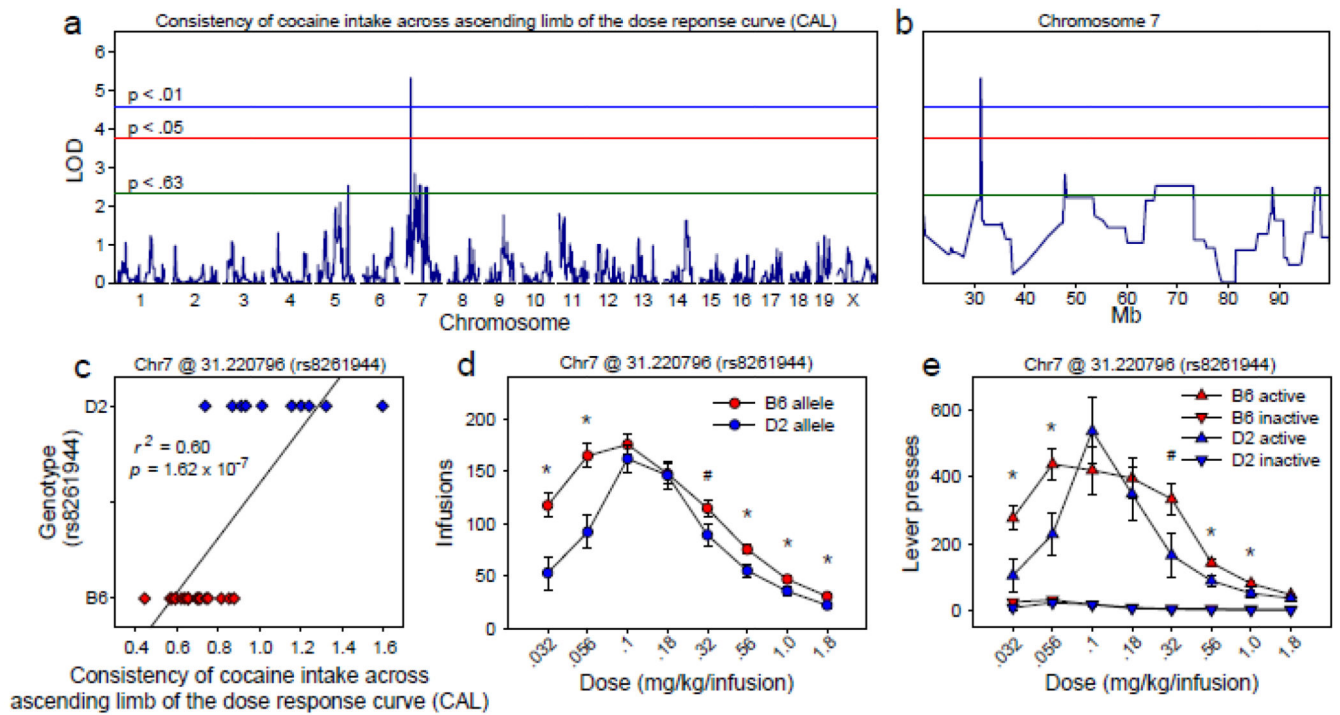 a
Consistency of cocaine intake across ascending limb of the dose reponse curve (CAL)
6
5
4
3
2
1
0
LOD
p < .01
p < .05
p < .63
1 2 3 4 5 6 7 8 9 10 11 12 13 14 15 16 17 18 19 X
Chromosome
b
Chromosome 7
30 40 50 60 70 80 90
Mb
c
Chr7 @ 31.220796 (rs8261944)
D2
B6
Genotype
(rs8261944)
r² = 0.60
p = 1.62 x 10⁻⁷
0.4 0.6 0.8 1.0 1.2 1.4 1.6
Consistency of cocaine intake across
ascending limb of the dose response curve (CAL)
d
Chr7 @ 31.220796 (rs8261944)
B6 allele
D2 allele
200
150
100
50
0
Infusions
* * # * * *
.032 .056 .1 .18 .32 .56 1.0 1.8
Dose (mg/kg/infusion)
e
Chr7 @ 31.220796 (rs8261944)
B6 active
B6 inactive
D2 active
D2 inactive
600
400
200
0
Lever presses
* * # * *
.032 .056 .1 .18 .32 .56 1.0 1.8
Dose (mg/kg/infusion)